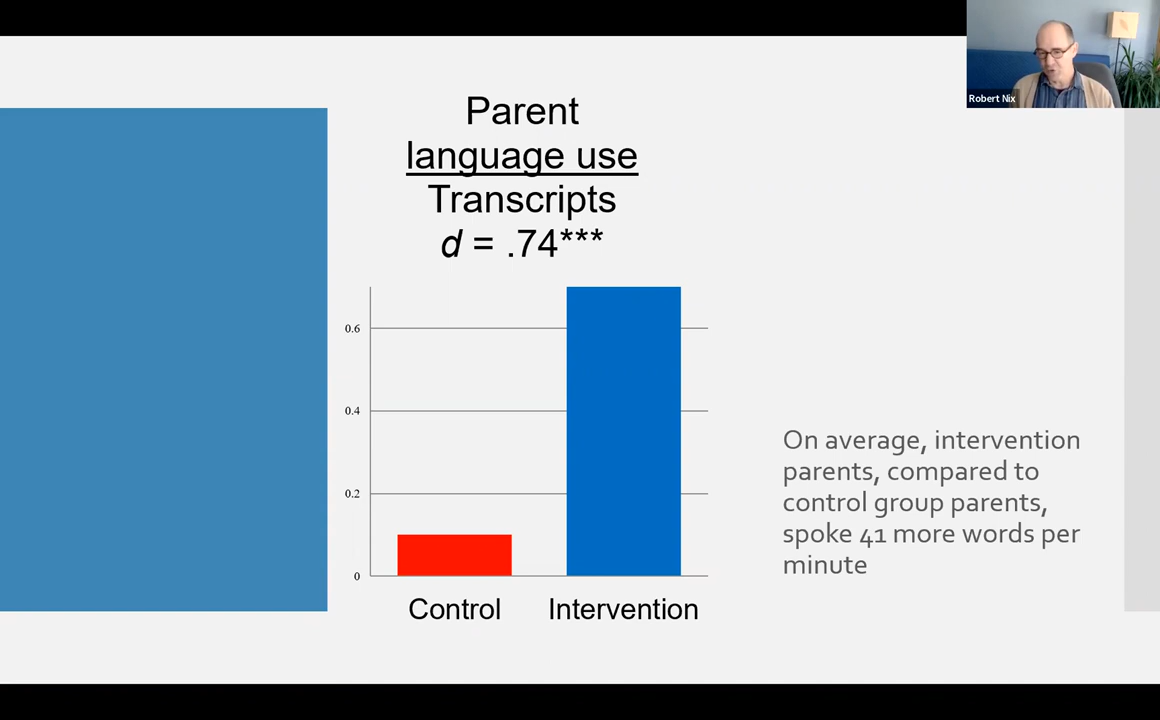 Robert Nix
Parent
language use
Transcripts
d = .74***
0.6
0.4
0.2
0
Control
Intervention
On average, intervention
parents, compared to
control group parents,
spoke 41 more words per
minute